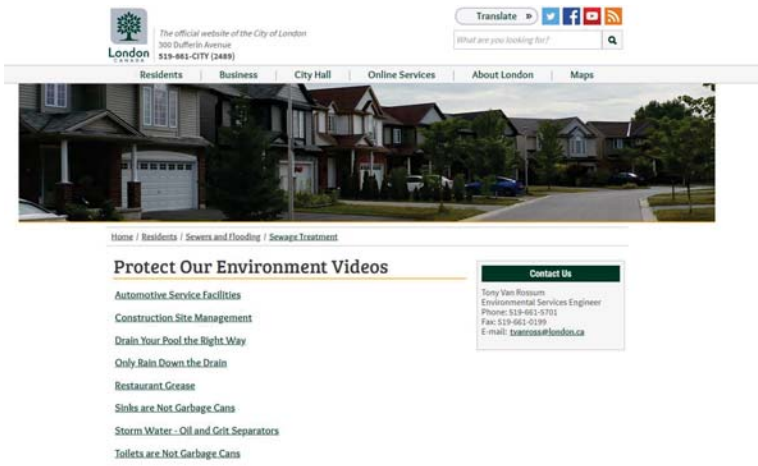 Translate »
The official website of the City of London
300 Dufferin Avenue
519-661-CITY (2489)
London
CANADA
What are you looking for?
Residents | Business | City Hall | Online Services | About London | Maps
Home / Residents / Sewers and Flooding / Sewage Treatment
Protect Our Environment Videos
Automotive Service Facilities
Construction Site Management
Drain Your Pool the Right Way
Only Rain Down the Drain
Restaurant Grease
Sinks are Not Garbage Cans
Storm Water - Oil and Grit Separators
Toilets are Not Garbage Cans
Contact Us
Tony Van Rossum
Environmental Services Engineer
Phone: 519-661-5701
Fax: 519-661-0199
E-mail: tvanross@london.ca